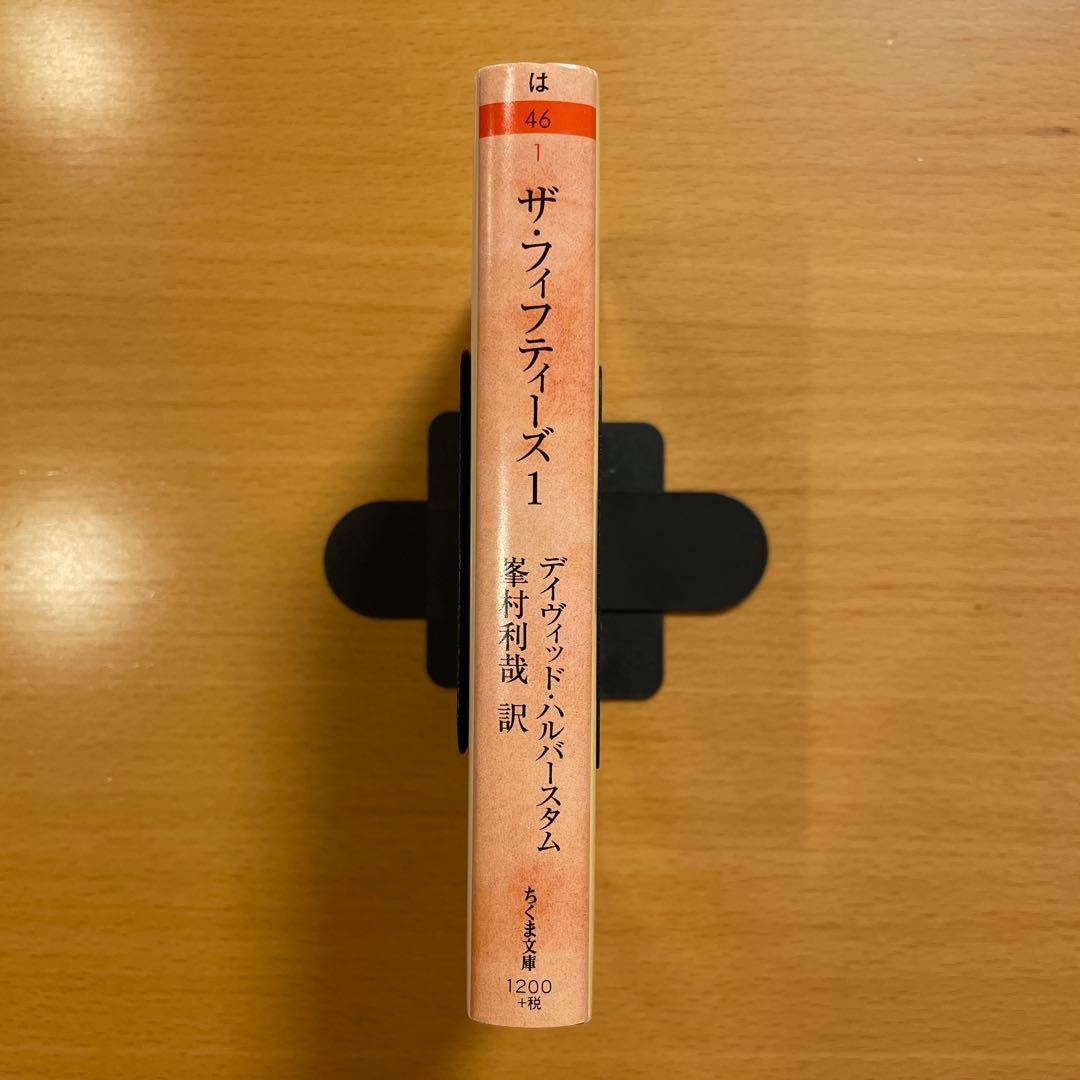 は
46
1
ザ・フィフティーズ 1
デイヴィッド・ハルバースタム
峯村利哉 訳
ちくま文庫
1200
+税